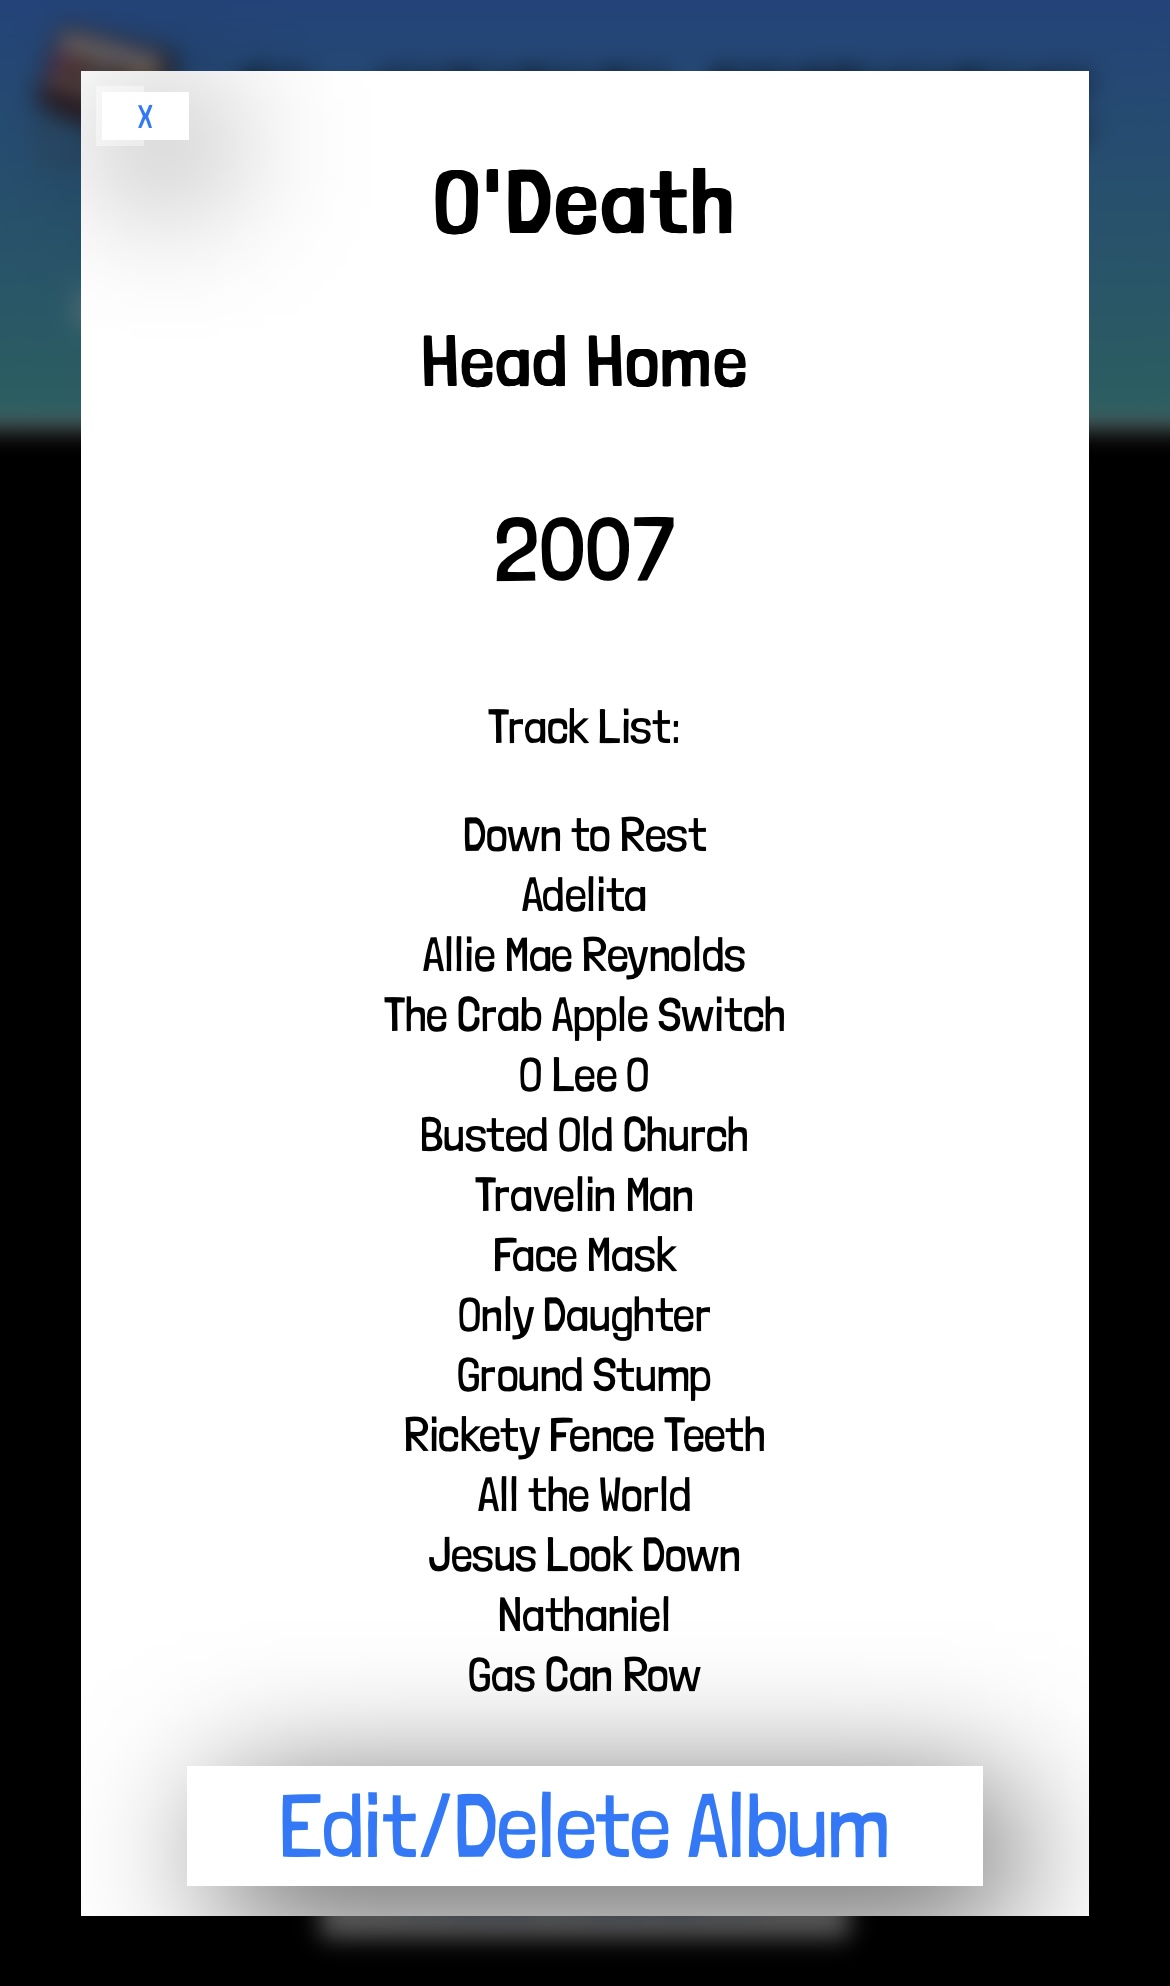 X
O'Death
Head Home
2007
Track List:
Down to Rest
Adelita
Allie Mae Reynolds
The Crab Apple Switch
O Lee O
Busted Old Church
Travelin Man
Face Mask
Only Daughter
Ground Stump
Rickety Fence Teeth
All the World
Jesus Look Down
Nathaniel
Gas Can Row
Edit/Delete Album